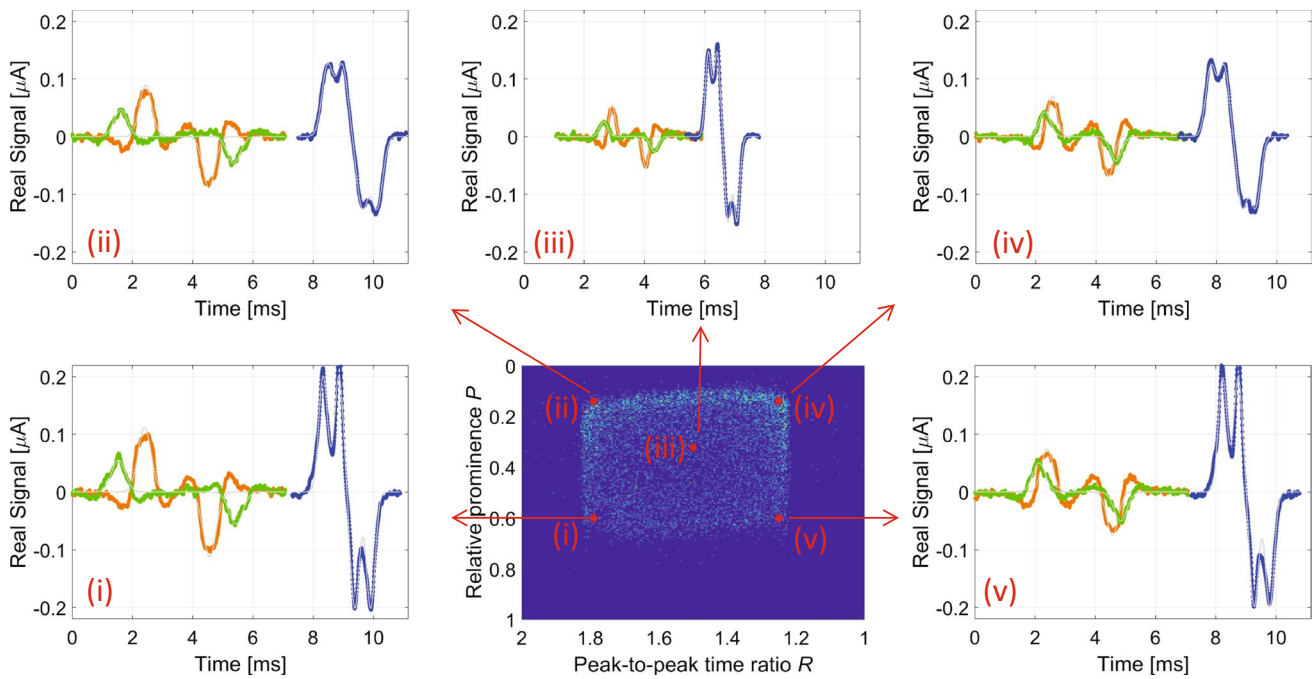 0.2
0.1
0
-0.1
-0.2
Real Signal [μA]
(ii)
0 2 4 6 8 10
Time [ms]
0.2
0.1
0
-0.1
-0.2
Real Signal [μA]
(iii)
0 2 4 6 8 10
Time [ms]
0.2
0.1
0
-0.1
-0.2
Real Signal [μA]
(iv)
0 2 4 6 8 10
Time [ms]
0.2
0.1
0
-0.1
-0.2
Real Signal [μA]
(i)
0 2 4 6 8 10
Time [ms]
0
0.2
0.4
0.6
0.8
1
Relative prominence P
(ii)
(iv)
(iii)
(i)
(v)
2 1.8 1.6 1.4 1.2 1
Peak-to-peak time ratio R
0.2
0.1
0
-0.1
-0.2
Real Signal [μA]
(v)
0 2 4 6 8 10
Time [ms]